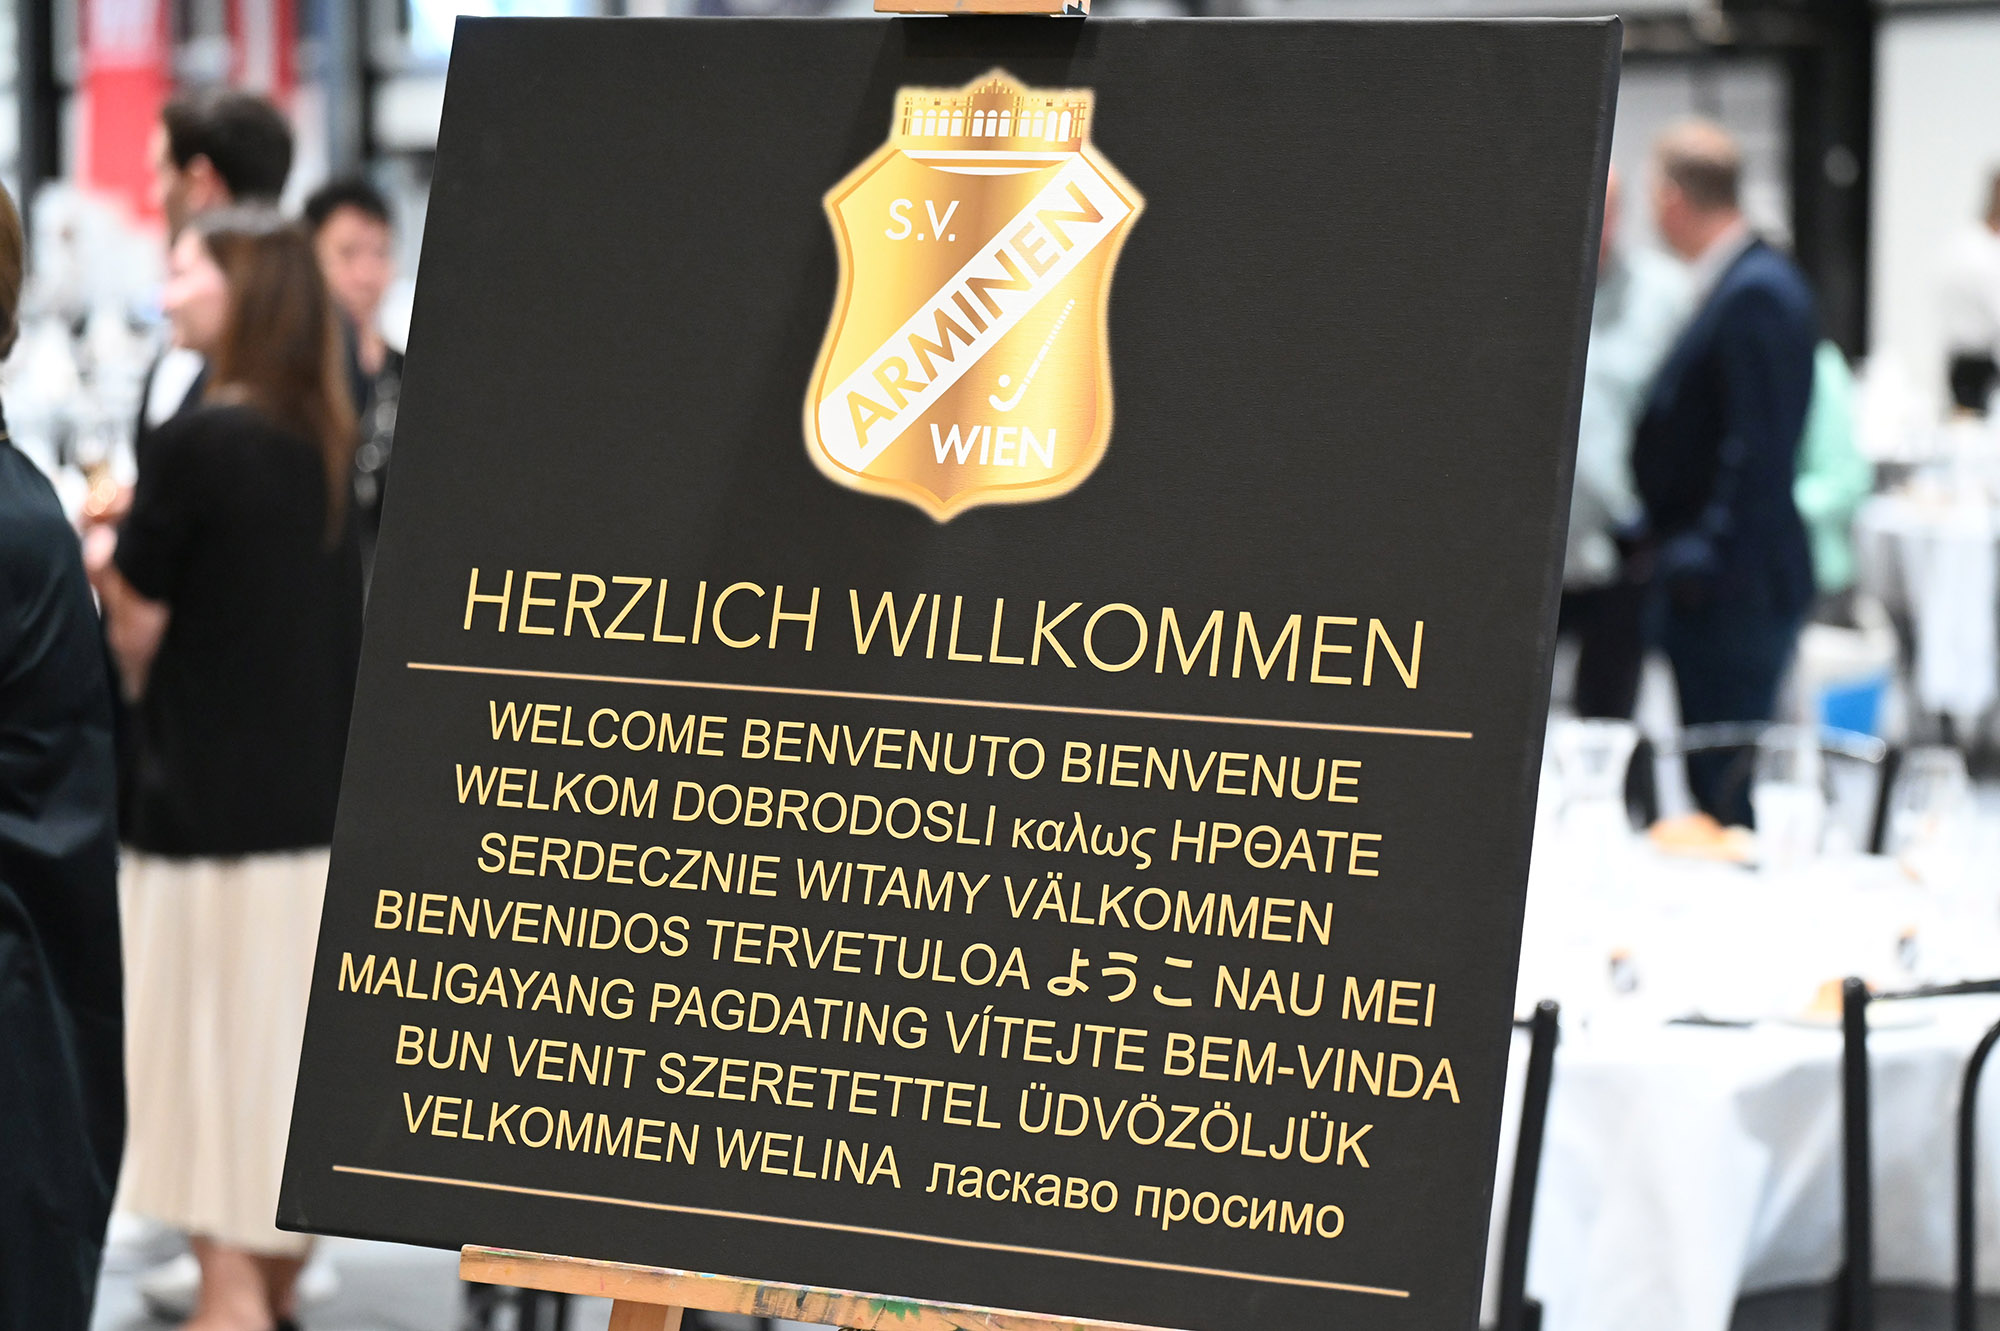 S.V.
ARMINEN
WIEN
HERZLICH WILLKOMMEN
WELCOME BENVENUTO BIENVENUE
WELKOM DOBRODOSLI καλως ΗΡΘΑΤΕ
SERDECZNIE WITAMY VÄLKOMMEN
BIENVENIDOS TERVETULOA ようこ NAU MEI
MALIGAYANG PAGDATING VÍTEJTE BEM-VINDA
BUN VENIT SZERETETTEL ÜDVÖZÖLJÜK
VELKOMMEN WELINA ласкаво просимо